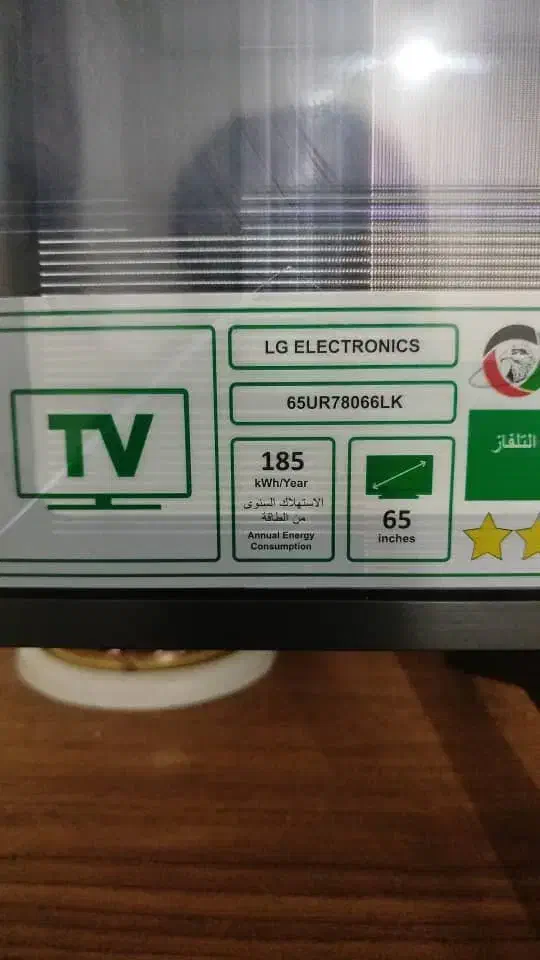 LG ELECTRONICS
65UR78066LK
TV
185
kWh/Year
الاستهلاك السنوى
من الطاقة
Annual Energy
Consumption
65
inches
التلفاز